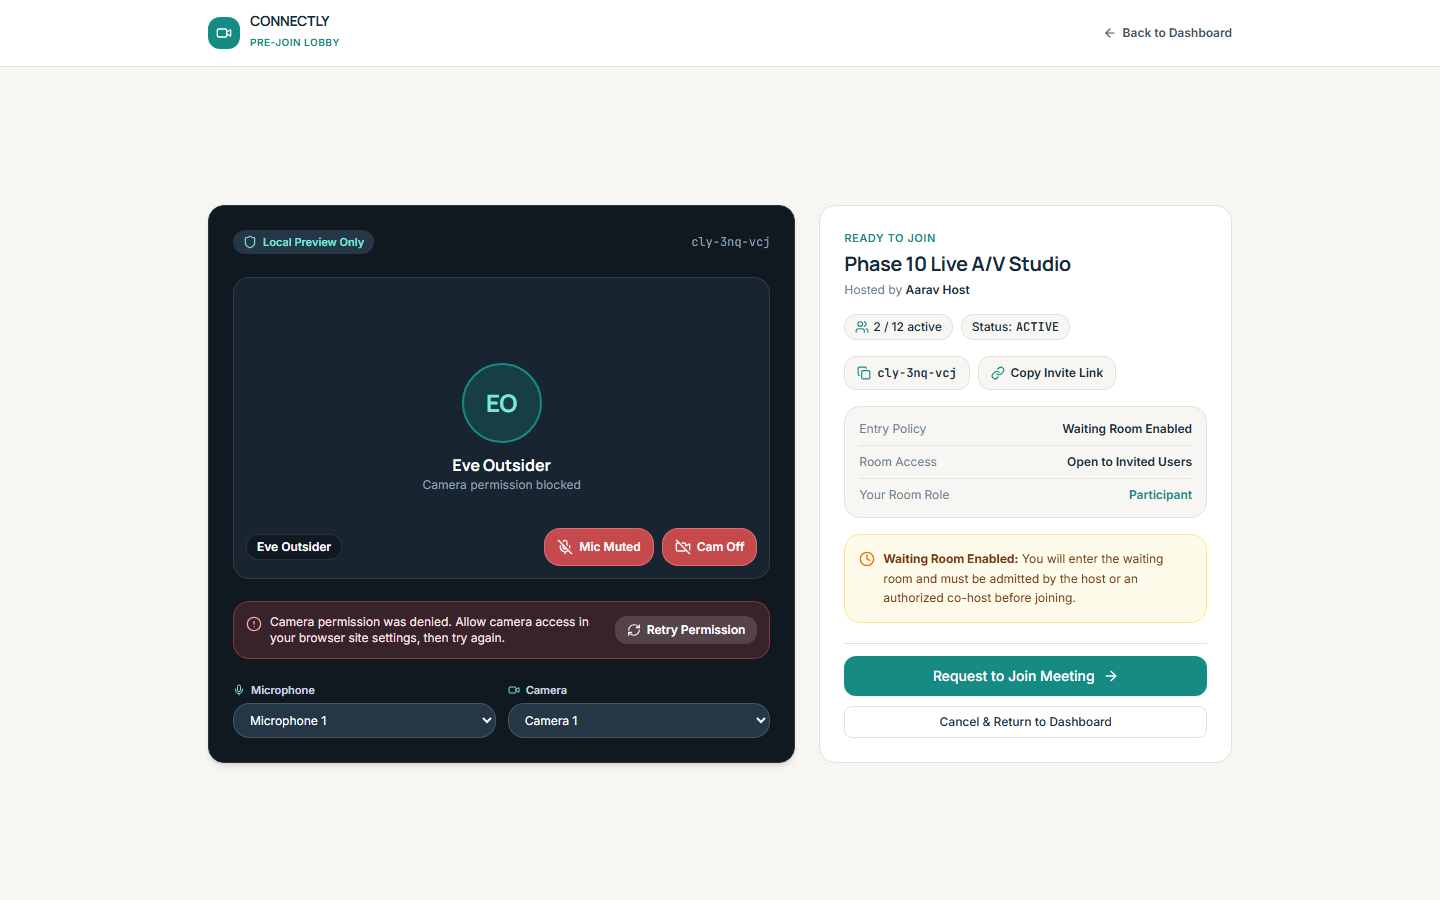 CONNECTLY
PRE-JOIN LOBBY
Back to Dashboard
Local Preview Only
cly-3nq-vcj
EO
Eve Outsider
Camera permission blocked
Eve Outsider
Mic Muted
Cam Off
Camera permission was denied. Allow camera access in
your browser site settings, then try again.
Retry Permission
Microphone
Camera
Microphone 1
Camera 1
READY TO JOIN
Phase 10 Live A/V Studio
Hosted by Aarav Host
2 / 12 active
Status: ACTIVE
cly-3nq-vcj
Copy Invite Link
Entry Policy
Waiting Room Enabled
Room Access
Open to Invited Users
Your Room Role
Participant
Waiting Room Enabled: You will enter the waiting
room and must be admitted by the host or an
authorized co-host before joining.
Request to Join Meeting
Cancel & Return to Dashboard